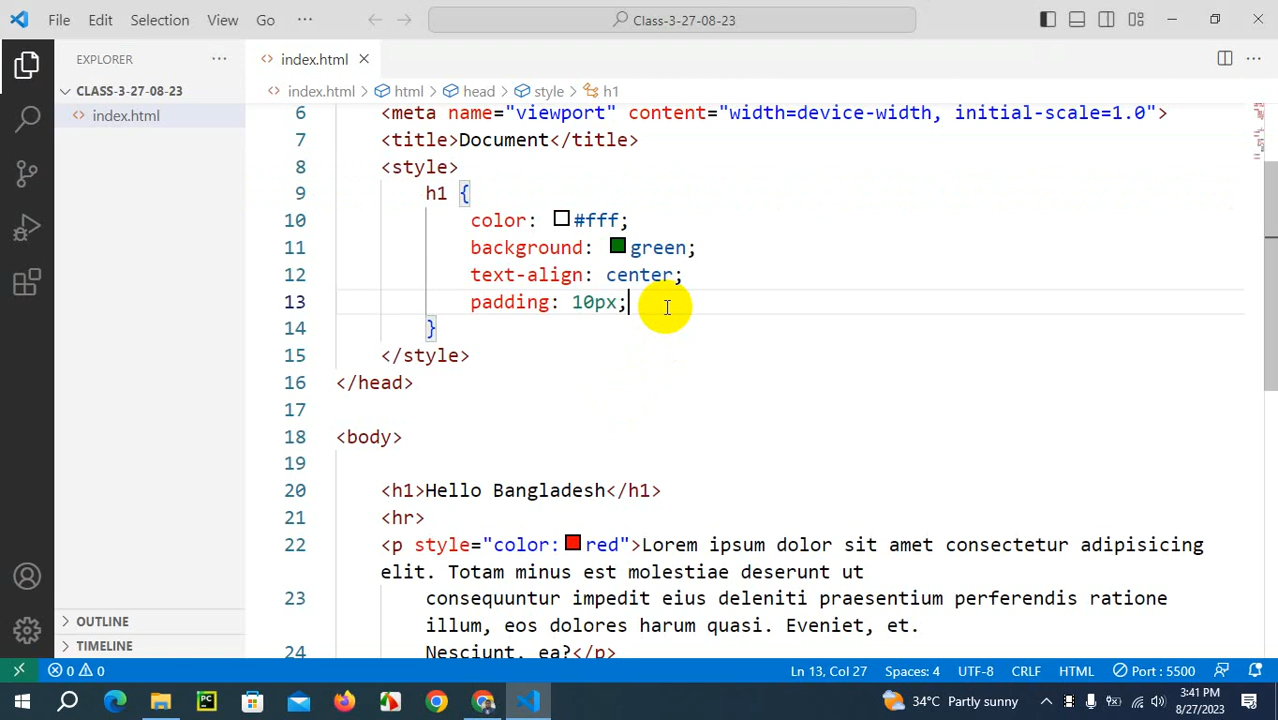 File Edit Selection View Go ··· Class-3-27-08-23
EXPLORER ···
CLASS-3-27-08-23
<> index.html
OUTLINE
TIMELINE
<> index.html ×
<> index.html > html > head > style > h1
6 <meta name="viewport" content="width=device-width, initial-scale=1.0">
7 <title>Document</title>
8 <style>
9 h1 {
10 color: #fff;
11 background: green;
12 text-align: center;
13 padding: 10px;
14 }
15 </style>
16 </head>
17
18 <body>
19
20 <h1>Hello Bangladesh</h1>
21 <hr>
22 <p style="color: red">Lorem ipsum dolor sit amet consectetur adipisicing
elit. Totam minus est molestiae deserunt ut
23 consequuntur impedit eius deleniti praesentium perferendis ratione
illum, eos dolores harum quasi. Eveniet, et.
24 Nesciunt, ea?</p>
0 0 Ln 13, Col 27 Spaces: 4 UTF-8 CRLF HTML Port : 5500
PC 34°C Partly sunny 3:41 PM
8/27/2023